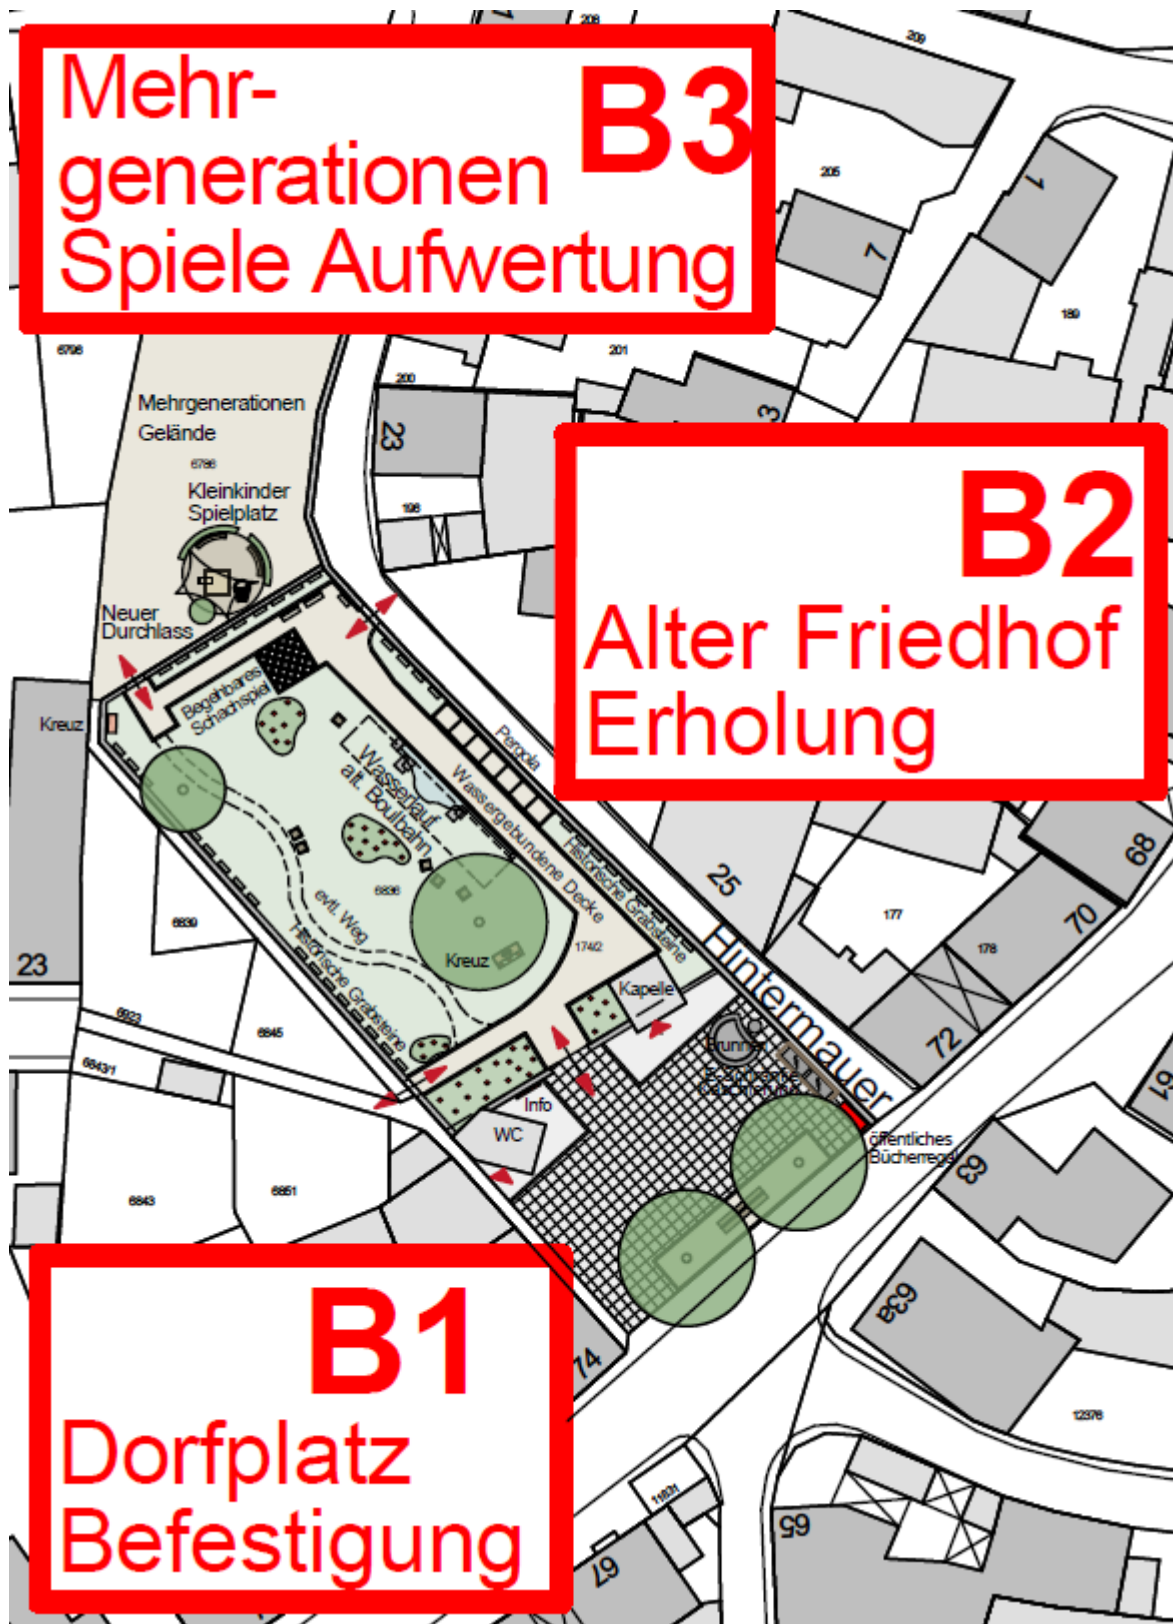 208
209
Mehr-
generationen
Spiele Aufwertung
B3
205
1
7
189
6798
201
200
3
Mehrgenerationen
Gelände
6786
23
Kleinkinder
Spielplatz
198
B2
Alter Friedhof
Erholung
Neuer
Durchlass
Begehbares
Schachspiel
Kreuz
Pergola
Wasserlauf
alt. Boulbahn
Wassergebundene Decke
Historische Grabsteine
25
68
70
177
178
72
6836
evtl. Weg
6839
Historische Grabsteine
23
Kreuz
1742
Kapelle
Hintermauer
6923
6845
6843/1
Brunnen
61
Info
WC
öffentliches
Bücherregal
63
6843
6851
63a
B1
Dorfplatz
Befestigung
74
12376
1163/1
65
67